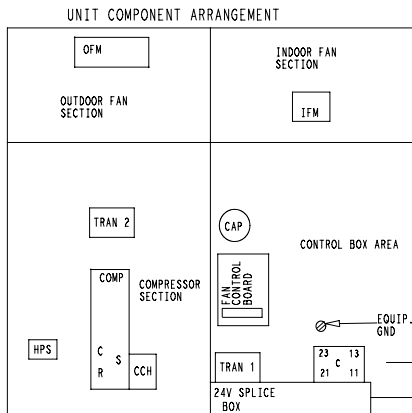 UNIT COMPONENT ARRANGEMENT
OFM
OUTDOOR FAN
SECTION
INDOOR FAN
SECTION
IFM
TRAN 2
CAP
CONTROL BOX AREA
COMP
COMPRESSOR
SECTION
FAN
CONTROL
BOARD
EQUIP.
GND
HPS
C
S
R
CCH
TRAN 1
23 13
C
21 11
24V SPLICE
BOX